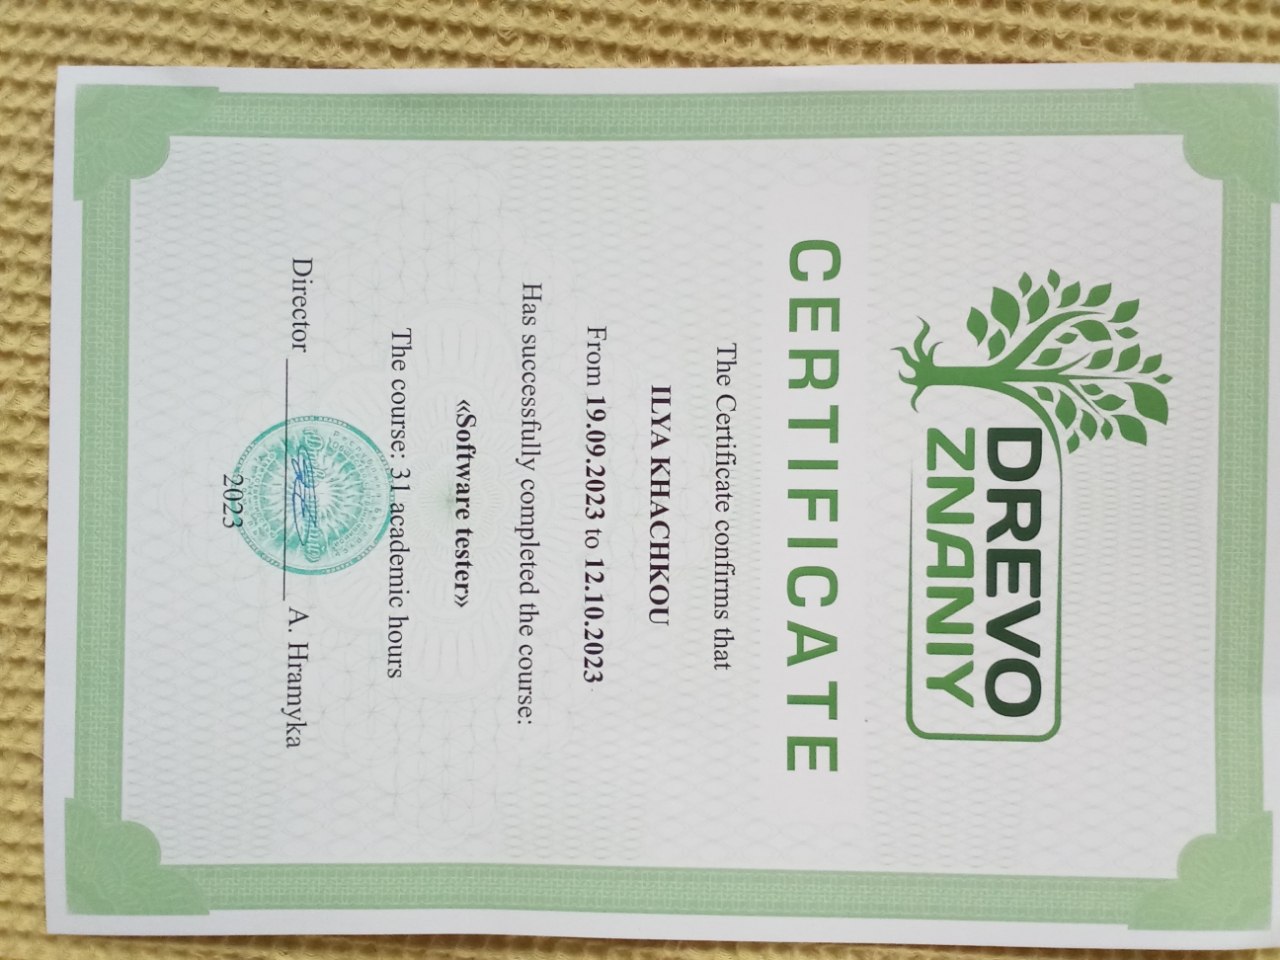 DREVO
ZNANIY
CERTIFICATE
The Certificate confirms that
ILYA KHACHKOU
From 19.09.2023 to 12.10.2023
Has successfully completed the course:
«Software tester»
The course: 31 academic hours
Director A. Hramyka
2023